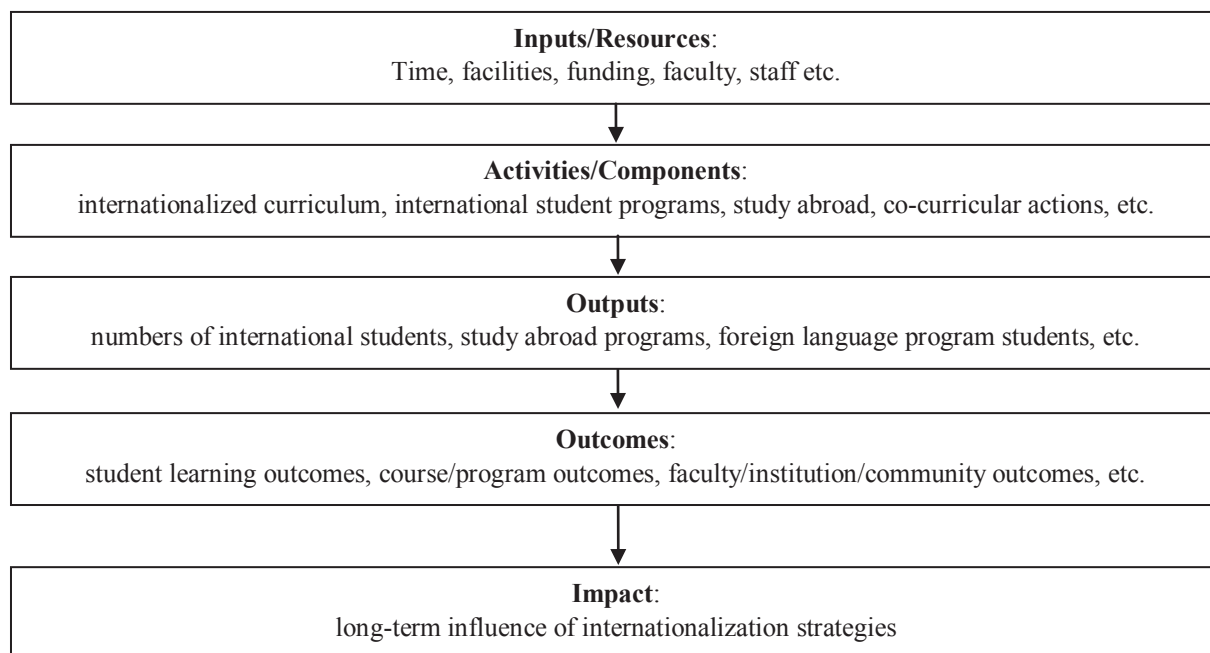 Inputs/Resources:
Time, facilities, funding, faculty, staff etc.
Activities/Components:
internationalized curriculum, international student programs, study abroad, co-curricular actions, etc.
Outputs:
numbers of international students, study abroad programs, foreign language program students, etc.
Outcomes:
student learning outcomes, course/program outcomes, faculty/institution/community outcomes, etc.
Impact:
long-term influence of internationalization strategies